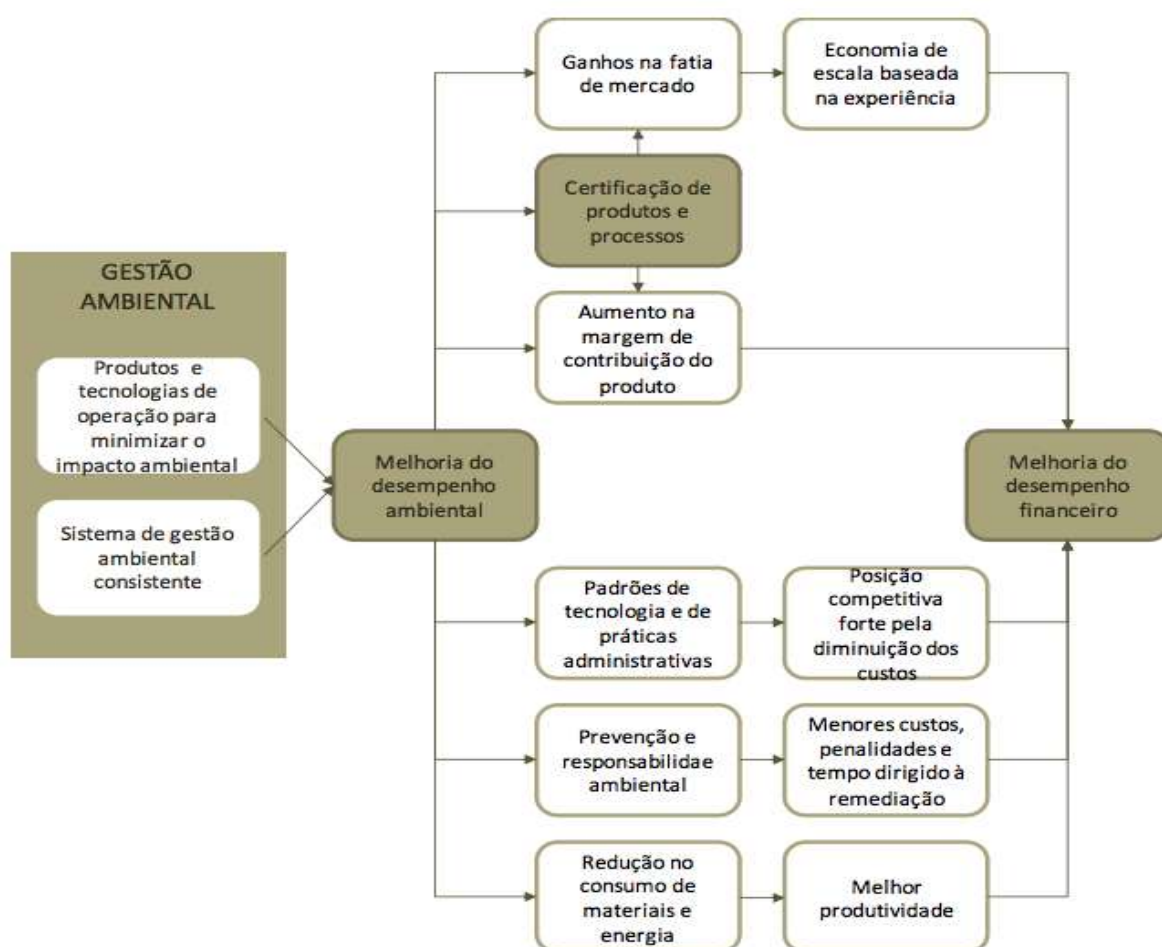 Ganhos na fatia
de mercado
Economia de
escala baseada
na experiência
Certificação de
produtos e
processos
GESTÃO
AMBIENTAL
Produtos e
tecnologias de
operação para
minimizar o
impacto ambiental
Sistema de gestão
ambiental
consistente
Aumento na
margem de
contribuição do
produto
Melhoria do
desempenho
ambiental
Melhoria do
desempenho
financeiro
Padrões de
tecnologia e de
práticas
administrativas
Posição
competitiva
forte pela
diminuição dos
custos
Prevenção e
responsabilidae
ambiental
Menores custos,
penalidades e
tempo dirigido à
remediação
Redução no
consumo de
materiais e
energia
Melhor
produtividade